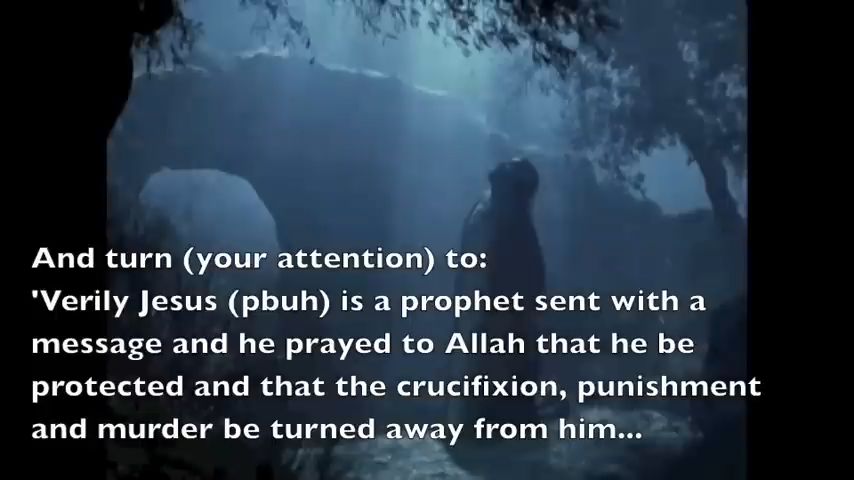 And turn (your attention) to:
'Verily Jesus (pbuh) is a prophet sent with a
message and he prayed to Allah that he be
protected and that the crucifixion, punishment
and murder be turned away from him...